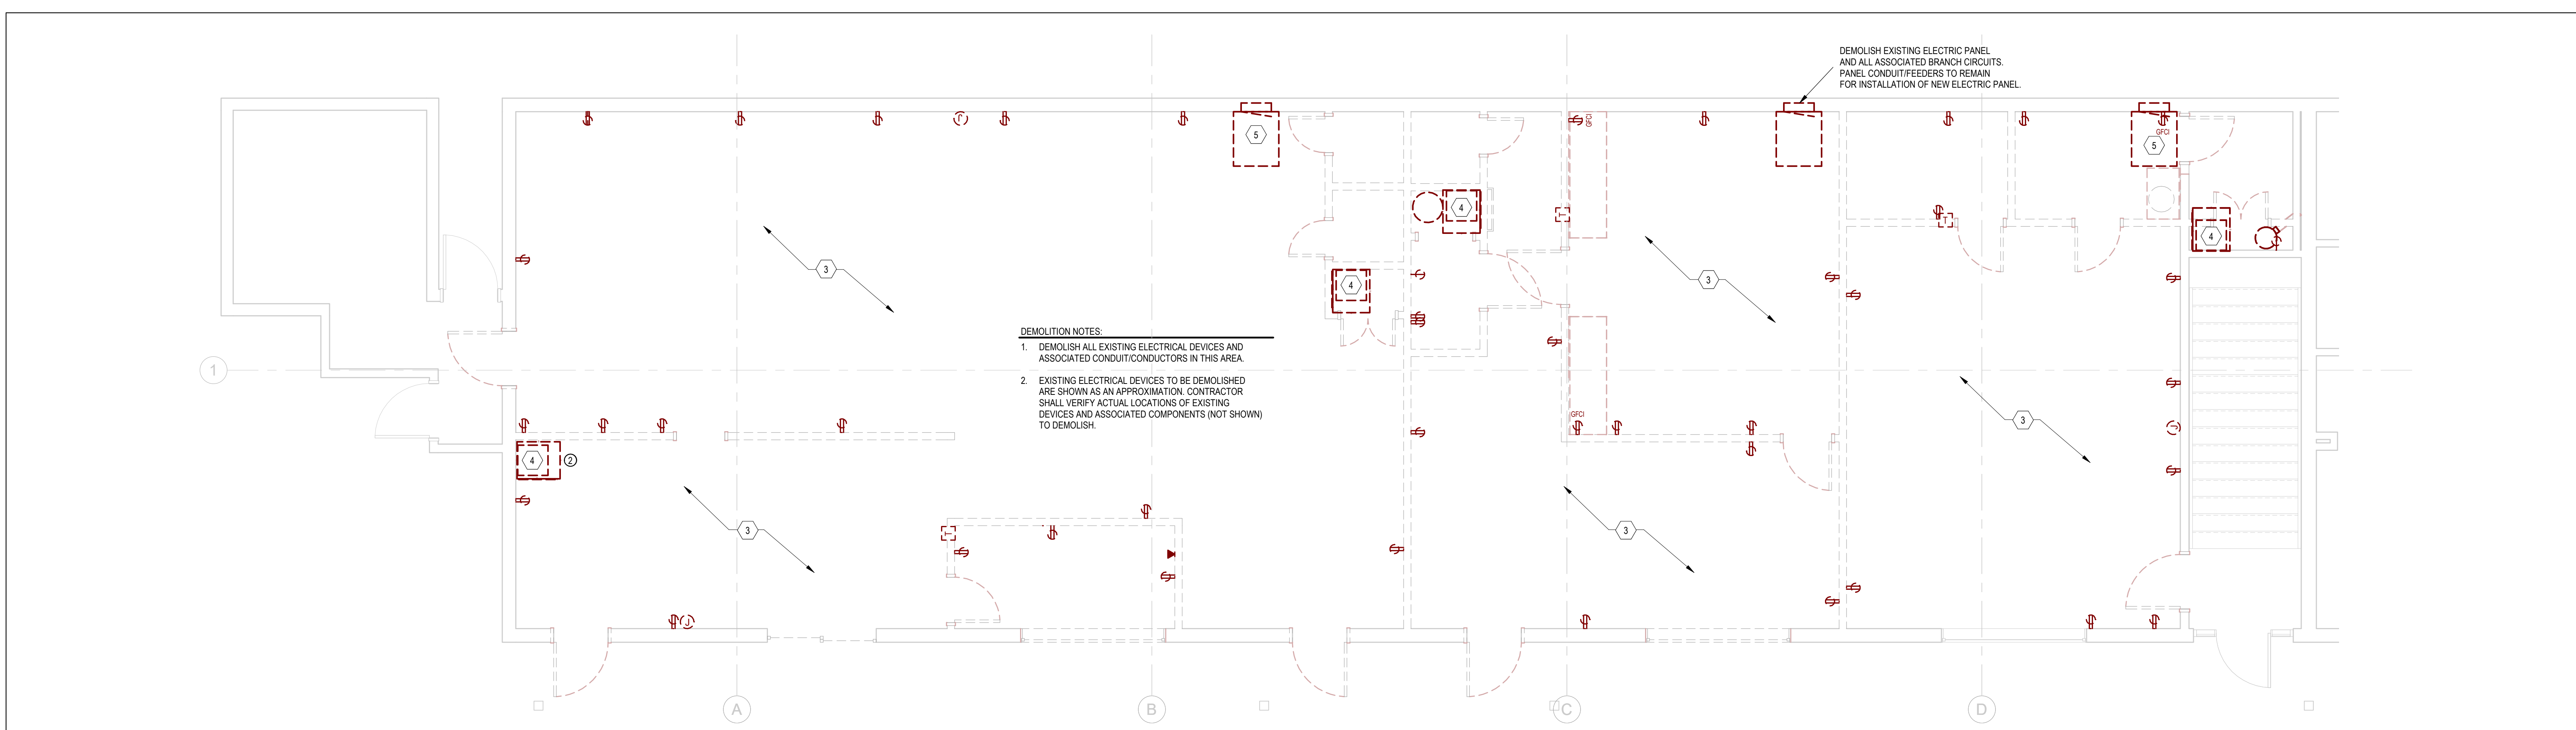 DEMOLISH EXISTING ELECTRIC PANEL
AND ALL ASSOCIATED BRANCH CIRCUITS.
PANEL CONDUIT/FEEDERS TO REMAIN
FOR INSTALLATION OF NEW ELECTRIC PANEL.
J
GFCI
GFCI
5
5
4
T
T
4
3
3
4
DEMOLITION NOTES:
1. DEMOLISH ALL EXISTING ELECTRICAL DEVICES AND
ASSOCIATED CONDUIT/CONDUCTORS IN THIS AREA.
2. EXISTING ELECTRICAL DEVICES TO BE DEMOLISHED
ARE SHOWN AS AN APPROXIMATION. CONTRACTOR
SHALL VERIFY ACTUAL LOCATIONS OF EXISTING
DEVICES AND ASSOCIATED COMPONENTS (NOT SHOWN)
TO DEMOLISH.
1
GFCI
3
J
4
2
3
T
3
J
A
B
C
D